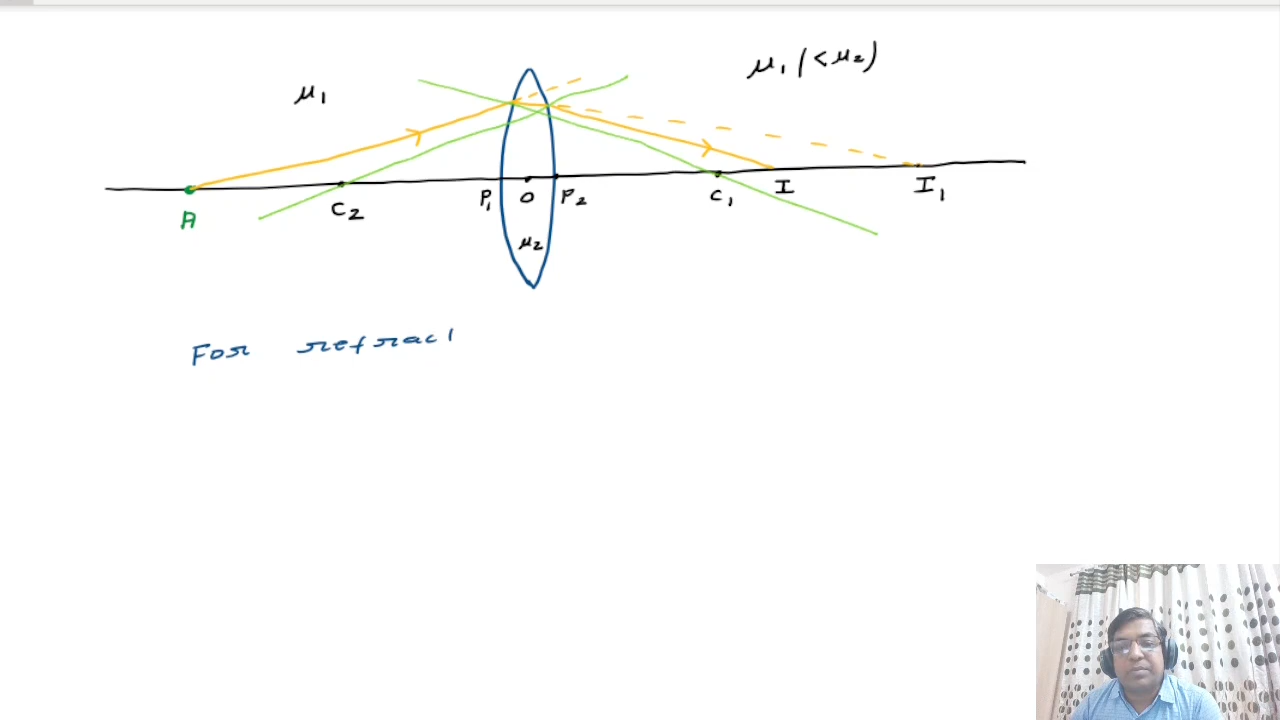 μ₁ μ₁ (< μ₂)
A C₂ P₁ O P₂ C₁ I I₁
μ₂
For refract